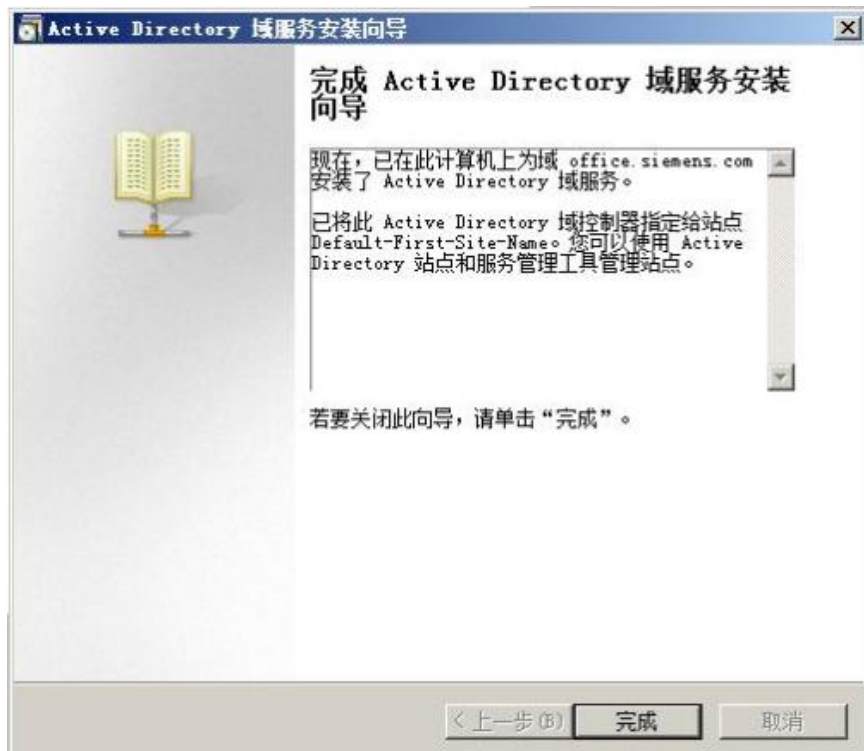 Active Directory 域服务安装向导
完成 Active Directory 域服务安装
向导
现在，已在此计算机上为域 office.siemens.com
安装了 Active Directory 域服务。
已将此 Active Directory 域控制器指定给站点
Default-First-Site-Name。您可以使用 Active
Directory 站点和服务管理工具管理站点。
若要关闭此向导，请单击“完成”。
< 上一步(B)
完成
取消